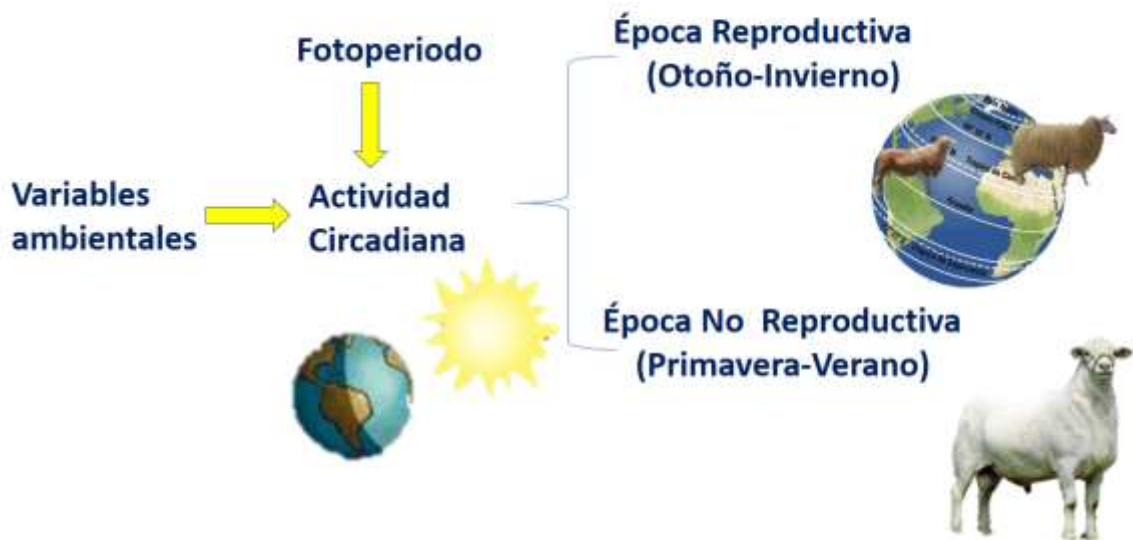 Fotoperiodo
Época Reproductiva
(Otoño-Invierno)
Variables
ambientales
Actividad
Circadiana
Época No Reproductiva
(Primavera-Verano)